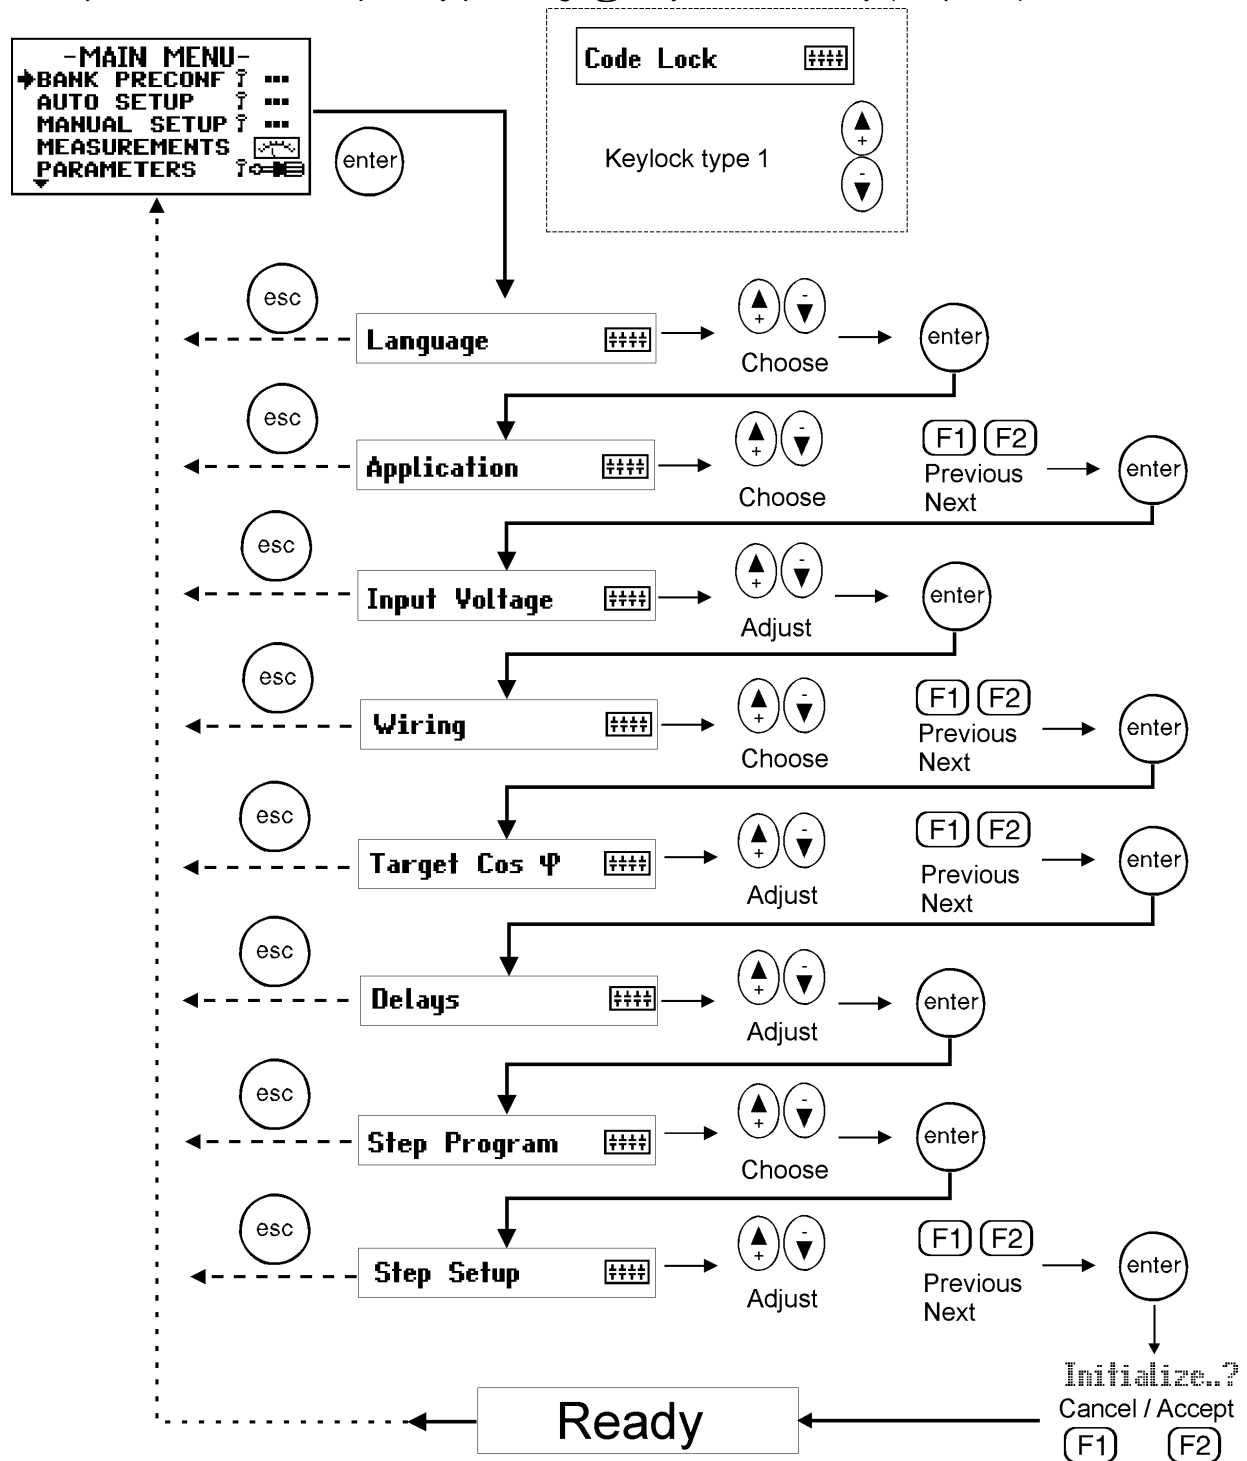 -MAIN MENU-
BANK PRECONF
AUTO SETUP
MANUAL SETUP
MEASUREMENTS
PARAMETERS
enter
Code Lock
Keylock type 1
+
-
esc
Language
+ -
Choose
enter
esc
Application
+ -
Choose
F1 F2
Previous
Next
enter
esc
Input Voltage
+ -
Adjust
enter
esc
Wiring
+ -
Choose
F1 F2
Previous
Next
enter
esc
Target Cos φ
+ -
Adjust
F1 F2
Previous
Next
enter
esc
Delays
+ -
Adjust
enter
esc
Step Program
+ -
Choose
enter
esc
Step Setup
+ -
Adjust
F1 F2
Previous
Next
enter
Initialize..?
Cancel / Accept
F1 F2
Ready